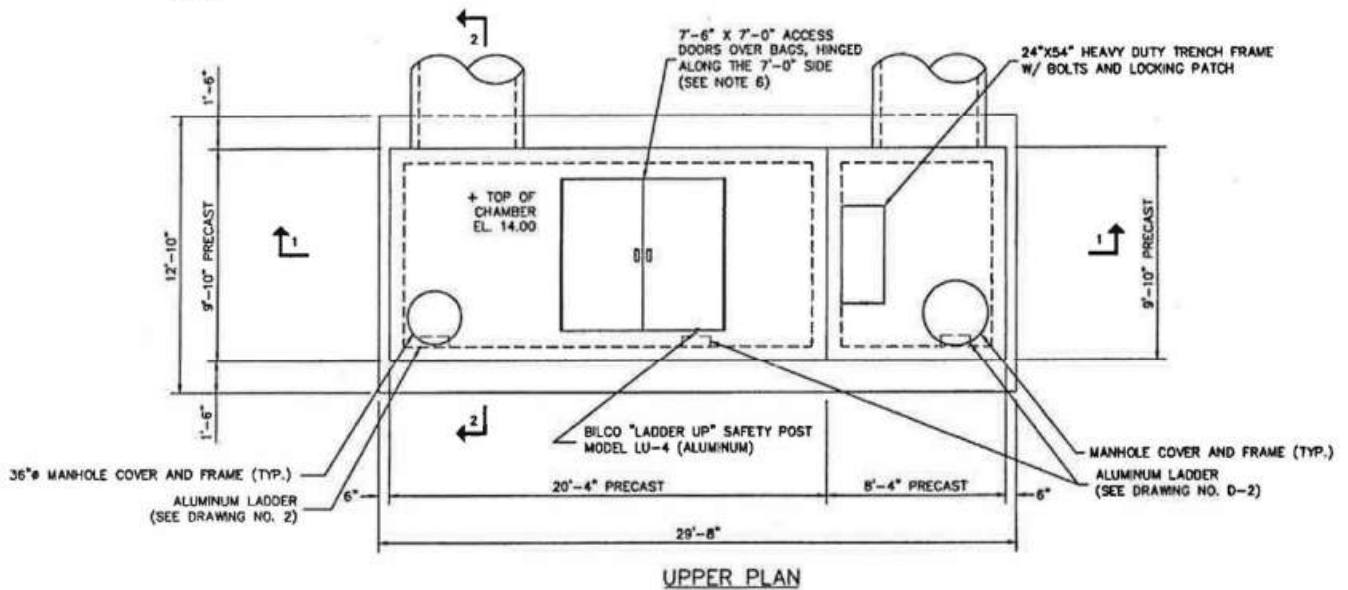 2
7'-6" X 7'-0" ACCESS
DOORS OVER BAGS, HINGED
ALONG THE 7'-0" SIDE
(SEE NOTE 6)
24"X54" HEAVY DUTY TRENCH FRAME
W/ BOLTS AND LOCKING PATCH
1'-6"
+ TOP OF
CHAMBER
EL. 14.00
1
1
12'-10"
9'-10" PRECAST
9'-10" PRECAST
1'-6"
2
BILCO "LADDER UP" SAFETY POST
MODEL LU-4 (ALUMINUM)
36"ø MANHOLE COVER AND FRAME (TYP.)
ALUMINUM LADDER
(SEE DRAWING NO. 2)
MANHOLE COVER AND FRAME (TYP.)
ALUMINUM LADDER
(SEE DRAWING NO. D-2)
6"
20'-4" PRECAST
8'-4" PRECAST
6"
29'-8"
UPPER PLAN